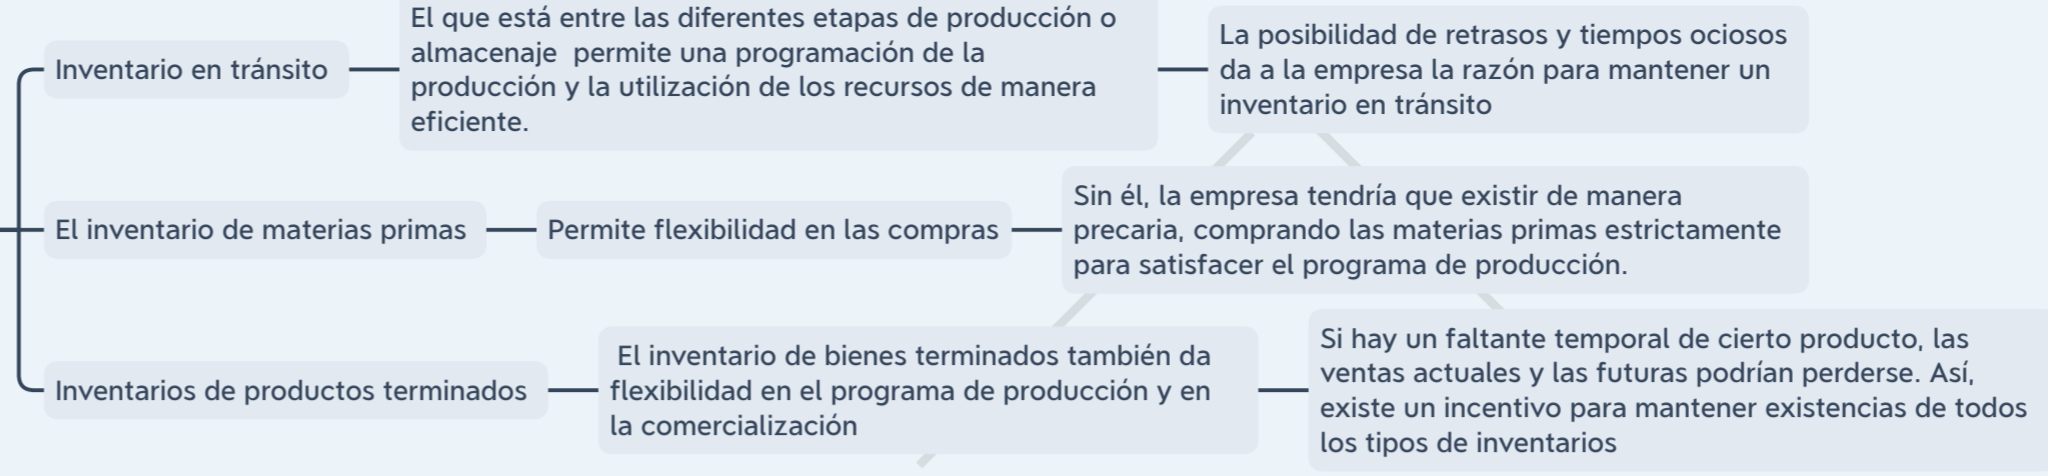 Inventario en tránsito
El que está entre las diferentes etapas de producción o
almacenaje  permite una programación de la
producción y la utilización de los recursos de manera
eficiente.
La posibilidad de retrasos y tiempos ociosos
da a la empresa la razón para mantener un
inventario en tránsito
El inventario de materias primas
Permite flexibilidad en las compras
Sin él, la empresa tendría que existir de manera
precaria, comprando las materias primas estrictamente
para satisfacer el programa de producción.
Inventarios de productos terminados
El inventario de bienes terminados también da
flexibilidad en el programa de producción y en
la comercialización
Si hay un faltante temporal de cierto producto, las
ventas actuales y las futuras podrían perderse. Así,
existe un incentivo para mantener existencias de todos
los tipos de inventarios